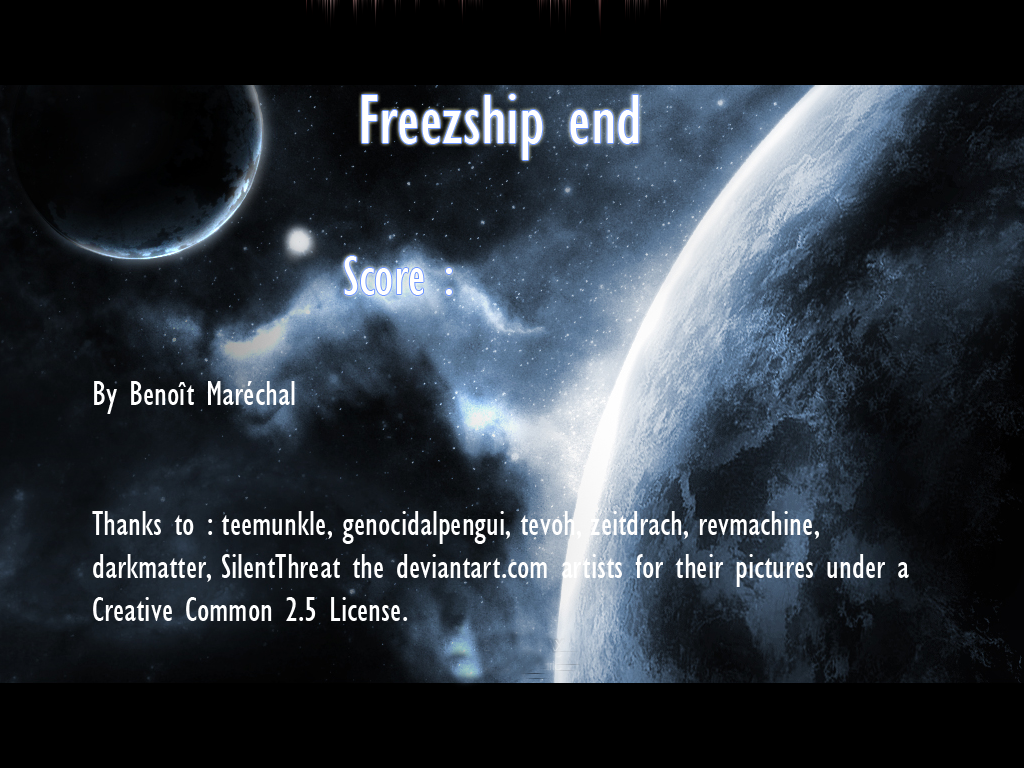 Freezship end
Score :
By Benoît Maréchal
Thanks to : teemunkle, genocidalpengui, tevoh, zeitdrach, revmachine,
darkmatter, SilentThreat the deviantart.com artists for their pictures under a
Creative Common 2.5 License.